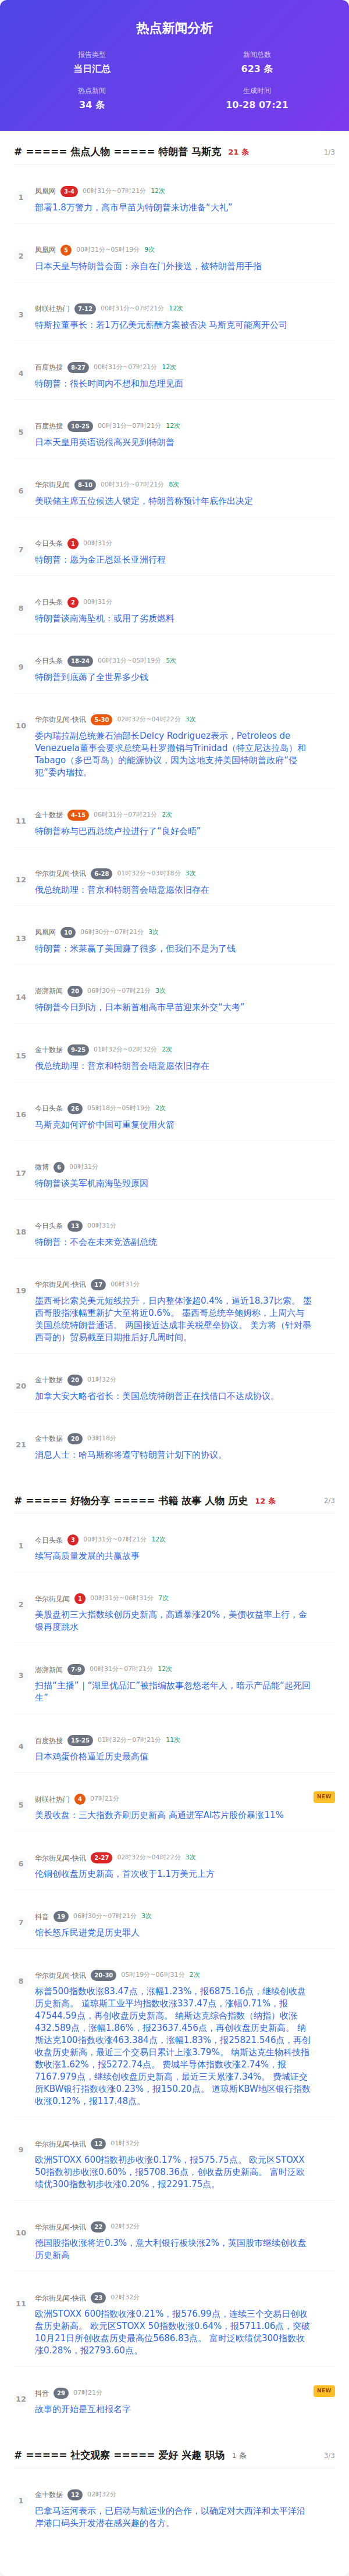 热点新闻分析
报告类型
当日汇总
新闻总数
623 条
热点新闻
34 条
生成时间
10-28 07:21
# ===== 焦点人物 ===== 特朗普 马斯克 21 条 1/3
1
凤凰网 3-4 00时31分~07时21分 12次
部署1.8万警力，高市早苗为特朗普来访准备“大礼”
2
凤凰网 5 00时31分~05时19分 9次
日本天皇与特朗普会面：亲自在门外接送，被特朗普用手指
3
财联社热门 7-12 00时31分~07时21分 12次
特斯拉董事长：若1万亿美元薪酬方案被否决 马斯克可能离开公司
4
百度热搜 8-27 00时31分~07时21分 12次
特朗普：很长时间内不想和加总理见面
5
百度热搜 10-25 00时31分~07时21分 12次
日本天皇用英语说很高兴见到特朗普
6
华尔街见闻 8-10 00时31分~07时21分 8次
美联储主席五位候选人锁定，特朗普称预计年底作出决定
7
今日头条 1 00时31分
特朗普：愿为金正恩延长亚洲行程
8
今日头条 2 00时31分
特朗普谈南海坠机：或用了劣质燃料
9
今日头条 18-24 00时31分~05时19分 5次
特朗普到底薅了全世界多少钱
10
华尔街见闻-快讯 5-30 02时32分~04时22分 3次
委内瑞拉副总统兼石油部长Delcy Rodriguez表示，Petroleos de
Venezuela董事会要求总统马杜罗撤销与Trinidad（特立尼达拉岛）和
Tabago（多巴哥岛）的能源协议，因为这地支持美国特朗普政府“侵
犯”委内瑞拉。
11
金十数据 4-15 06时31分~07时21分 2次
特朗普称与巴西总统卢拉进行了“良好会晤”
12
华尔街见闻-快讯 6-28 01时32分~03时18分 3次
俄总统助理：普京和特朗普会晤意愿依旧存在
13
凤凰网 10 06时30分~07时21分 3次
特朗普：米莱赢了美国赚了很多，但我们不是为了钱
14
澎湃新闻 20 06时30分~07时21分 3次
特朗普今日到访，日本新首相高市早苗迎来外交“大考”
15
金十数据 9-25 01时32分~02时32分 2次
俄总统助理：普京和特朗普会晤意愿依旧存在
16
今日头条 26 05时18分~05时19分 2次
马斯克如何评价中国可重复使用火箭
17
微博 6 00时31分
特朗普谈美军机南海坠毁原因
18
今日头条 13 00时31分
特朗普：不会在未来竞选副总统
19
华尔街见闻-快讯 17 00时31分
墨西哥比索兑美元短线拉升，日内整体涨超0.4%，逼近18.37比索。 墨
西哥股指涨幅重新扩大至将近0.6%。 墨西哥总统辛鲍姆称，上周六与
美国总统特朗普通话。 两国接近达成非关税壁垒协议。 美方将（针对墨
西哥的）贸易截至日期推后好几周时间。
20
金十数据 20 01时32分
加拿大安大略省省长：美国总统特朗普正在找借口不达成协议。
21
金十数据 20 03时18分
消息人士：哈马斯称将遵守特朗普计划下的协议。
# ===== 好物分享 ===== 书籍 故事 人物 历史 12 条 2/3
1
今日头条 3 00时31分~07时21分 12次
续写高质量发展的共赢故事
2
华尔街见闻 1 00时31分~06时31分 7次
美股盘初三大指数续创历史新高，高通暴涨20%，美债收益率上行，金
银再度跳水
3
澎湃新闻 7-9 00时31分~07时21分 12次
扫描“主播”｜“湖里优品汇”被指编故事忽悠老年人，暗示产品能“起死回
生”
4
百度热搜 15-25 01时32分~07时21分 11次
日本鸡蛋价格逼近历史最高值
5
财联社热门 4 07时21分
NEW
美股收盘：三大指数齐刷历史新高 高通进军AI芯片股价暴涨11%
6
华尔街见闻-快讯 2-27 02时32分~04时22分 3次
伦铜创收盘历史新高，首次收于1.1万美元上方
7
抖音 19 06时30分~07时21分 3次
馆长怒斥民进党是历史罪人
8
华尔街见闻-快讯 20-30 05时19分~06时31分 2次
标普500指数收涨83.47点，涨幅1.23%，报6875.16点，继续创收盘
历史新高。 道琼斯工业平均指数收涨337.47点，涨幅0.71%，报
47544.59点，再创收盘历史新高。 纳斯达克综合指数（纳指）收涨
432.589点，涨幅1.86%，报23637.456点，再创收盘历史新高。 纳
斯达克100指数收涨463.384点，涨幅1.83%，报25821.546点，再创
收盘历史新高，最近三个交易日累计上涨3.79%。 纳斯达克生物科技指
数收涨1.62%，报5272.74点。 费城半导体指数收涨2.74%，报
7167.979点，继续创收盘历史新高，最近三天累涨7.34%。 费城证交
所KBW银行指数收涨0.23%，报150.20点。 道琼斯KBW地区银行指数
收涨0.12%，报117.48点。
9
华尔街见闻-快讯 12 01时32分
欧洲STOXX 600指数初步收涨0.17%，报575.75点。 欧元区STOXX
50指数初步收涨0.60%，报5708.36点，创收盘历史新高。 富时泛欧
绩优300指数初步收涨0.20%，报2291.75点。
10
华尔街见闻-快讯 22 02时32分
德国股指收涨将近0.3%，意大利银行板块涨2%，英国股市继续创收盘
历史新高
11
华尔街见闻-快讯 23 02时32分
欧洲STOXX 600指数收涨0.21%，报576.99点，连续三个交易日创收
盘历史新高。 欧元区STOXX 50指数收涨0.64%，报5711.06点，突破
10月21日所创收盘历史最高位5686.83点。 富时泛欧绩优300指数收
涨0.28%，报2793.60点。
12
抖音 29 07时21分
NEW
故事的开始是互相报名字
# ===== 社交观察 ===== 爱好 兴趣 职场 1 条 3/3
1
金十数据 12 02时32分
巴拿马运河表示，已启动与航运业的合作，以确定对大西洋和太平洋沿
岸港口码头开发潜在感兴趣的各方。